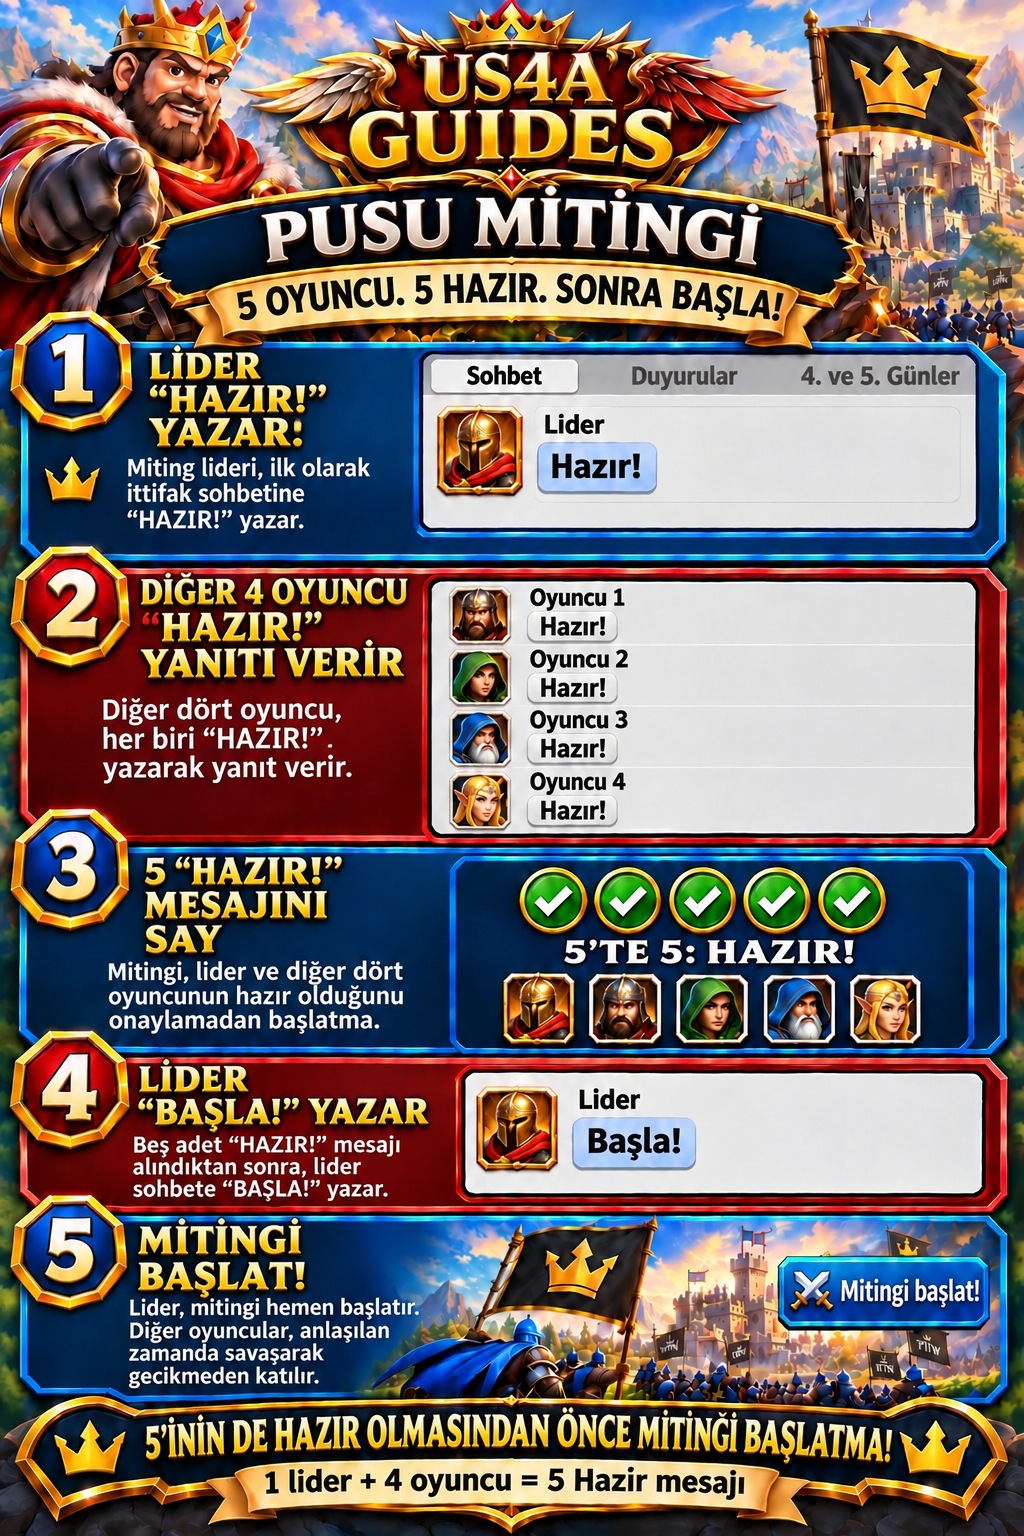 US4A
GUIDES
PUSU MİTİNGİ
5 OYUNCU. 5 HAZIR. SONRA BAŞLA!
1
LİDER
“HAZIR!”
YAZAR!
Miting lideri, ilk olarak
ittifak sohbetine
“HAZIR!” yazar.
Sohbet
Duyurular
4. ve 5. Günler
Lider
Hazır!
2
DİĞER 4 OYUNCU
“HAZIR!”
YANITI VERİR
Diğer dört oyuncu,
her biri “HAZIR!”.
yazarak yanıt verir.
Oyuncu 1
Hazır!
Oyuncu 2
Hazır!
Oyuncu 3
Hazır!
Oyuncu 4
Hazır!
3
5 “HAZIR!”
MESAJINI
SAY
Mitingi, lider ve diğer dört
oyuncunun hazır olduğunu
onaylamadan başlatma.
5’TE 5: HAZIR!
4
LİDER
“BAŞLA!” YAZAR
Beş adet “HAZIR!” mesajı
alındıktan sonra, lider
sohbete “BAŞLA!” yazar.
Lider
Başla!
5
MİTİNGİ
BAŞLAT!
Lider, mitingi hemen başlatır.
Diğer oyuncular, anlaşılan
zamanda savaşarak
gecikmeden katılır.
Mitingi başlat!
5’İNİN DE HAZIR OLMASINDAN ÖNCE MİTİNĞİ BAŞLATMA!
1 lider + 4 oyuncu = 5 Hazir mesajı